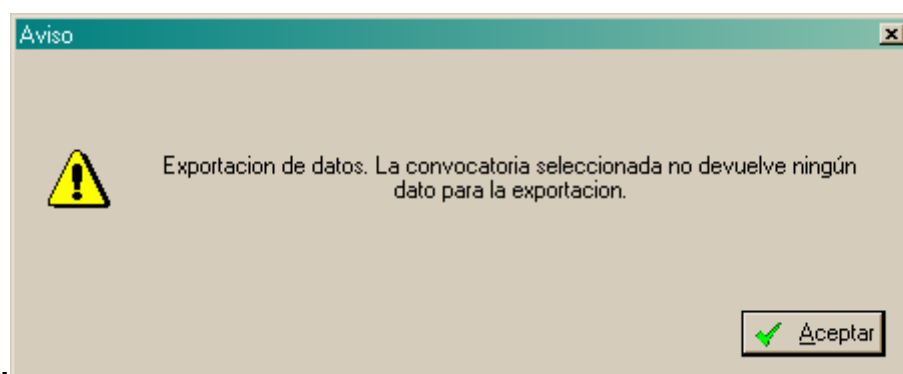 Aviso
Exportacion de datos. La convocatoria seleccionada no devuelve ningún
dato para la exportacion.
Aceptar